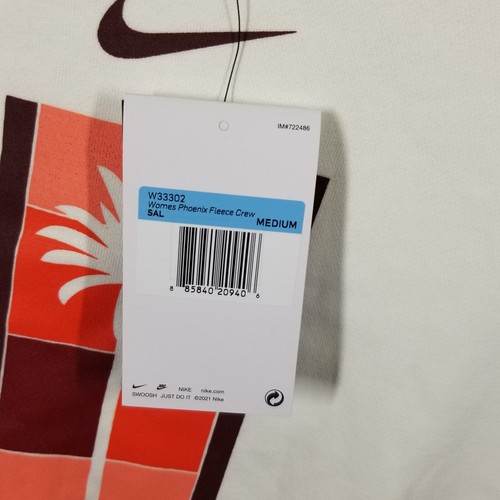 IM#722486
W33302
Womes Phoenix Fleece Crew
SAL
MEDIUM
8 85840 20940 6
NIKE nike.com
SWOOSH JUST DO IT ©2021 Nike